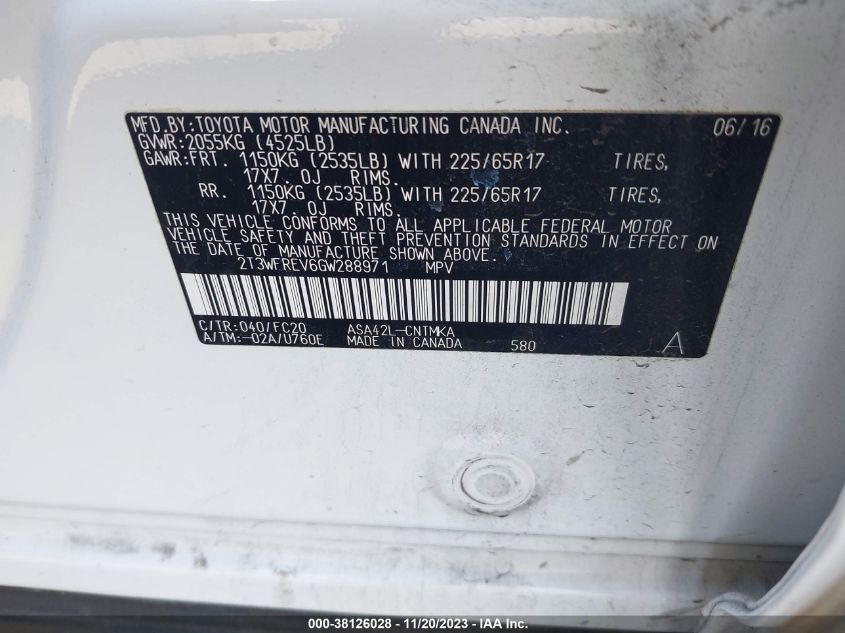 MFD.BY:TOYOTA MOTOR MANUFACTURING CANADA INC. 06/16
GVWR:2055KG (4525LB)
GAWR:FRT. 1150KG (2535LB) WITH 225/65R17 TIRES,
17X7.0J RIMS.
RR. 1150KG (2535LB) WITH 225/65R17 TIRES,
17X7.0J RIMS.
THIS VEHICLE CONFORMS TO ALL APPLICABLE FEDERAL MOTOR
VEHICLE SAFETY AND THEFT PREVENTION STANDARDS IN EFFECT ON
THE DATE OF MANUFACTURE SHOWN ABOVE.
2T3WFREV6GW288971 MPV
C/TR:040/FC20 ASA42L-CNTMKA
A/TM:-02A/U760E MADE IN CANADA 580 A
000-38126028 - 11/20/2023 - IAA Inc.